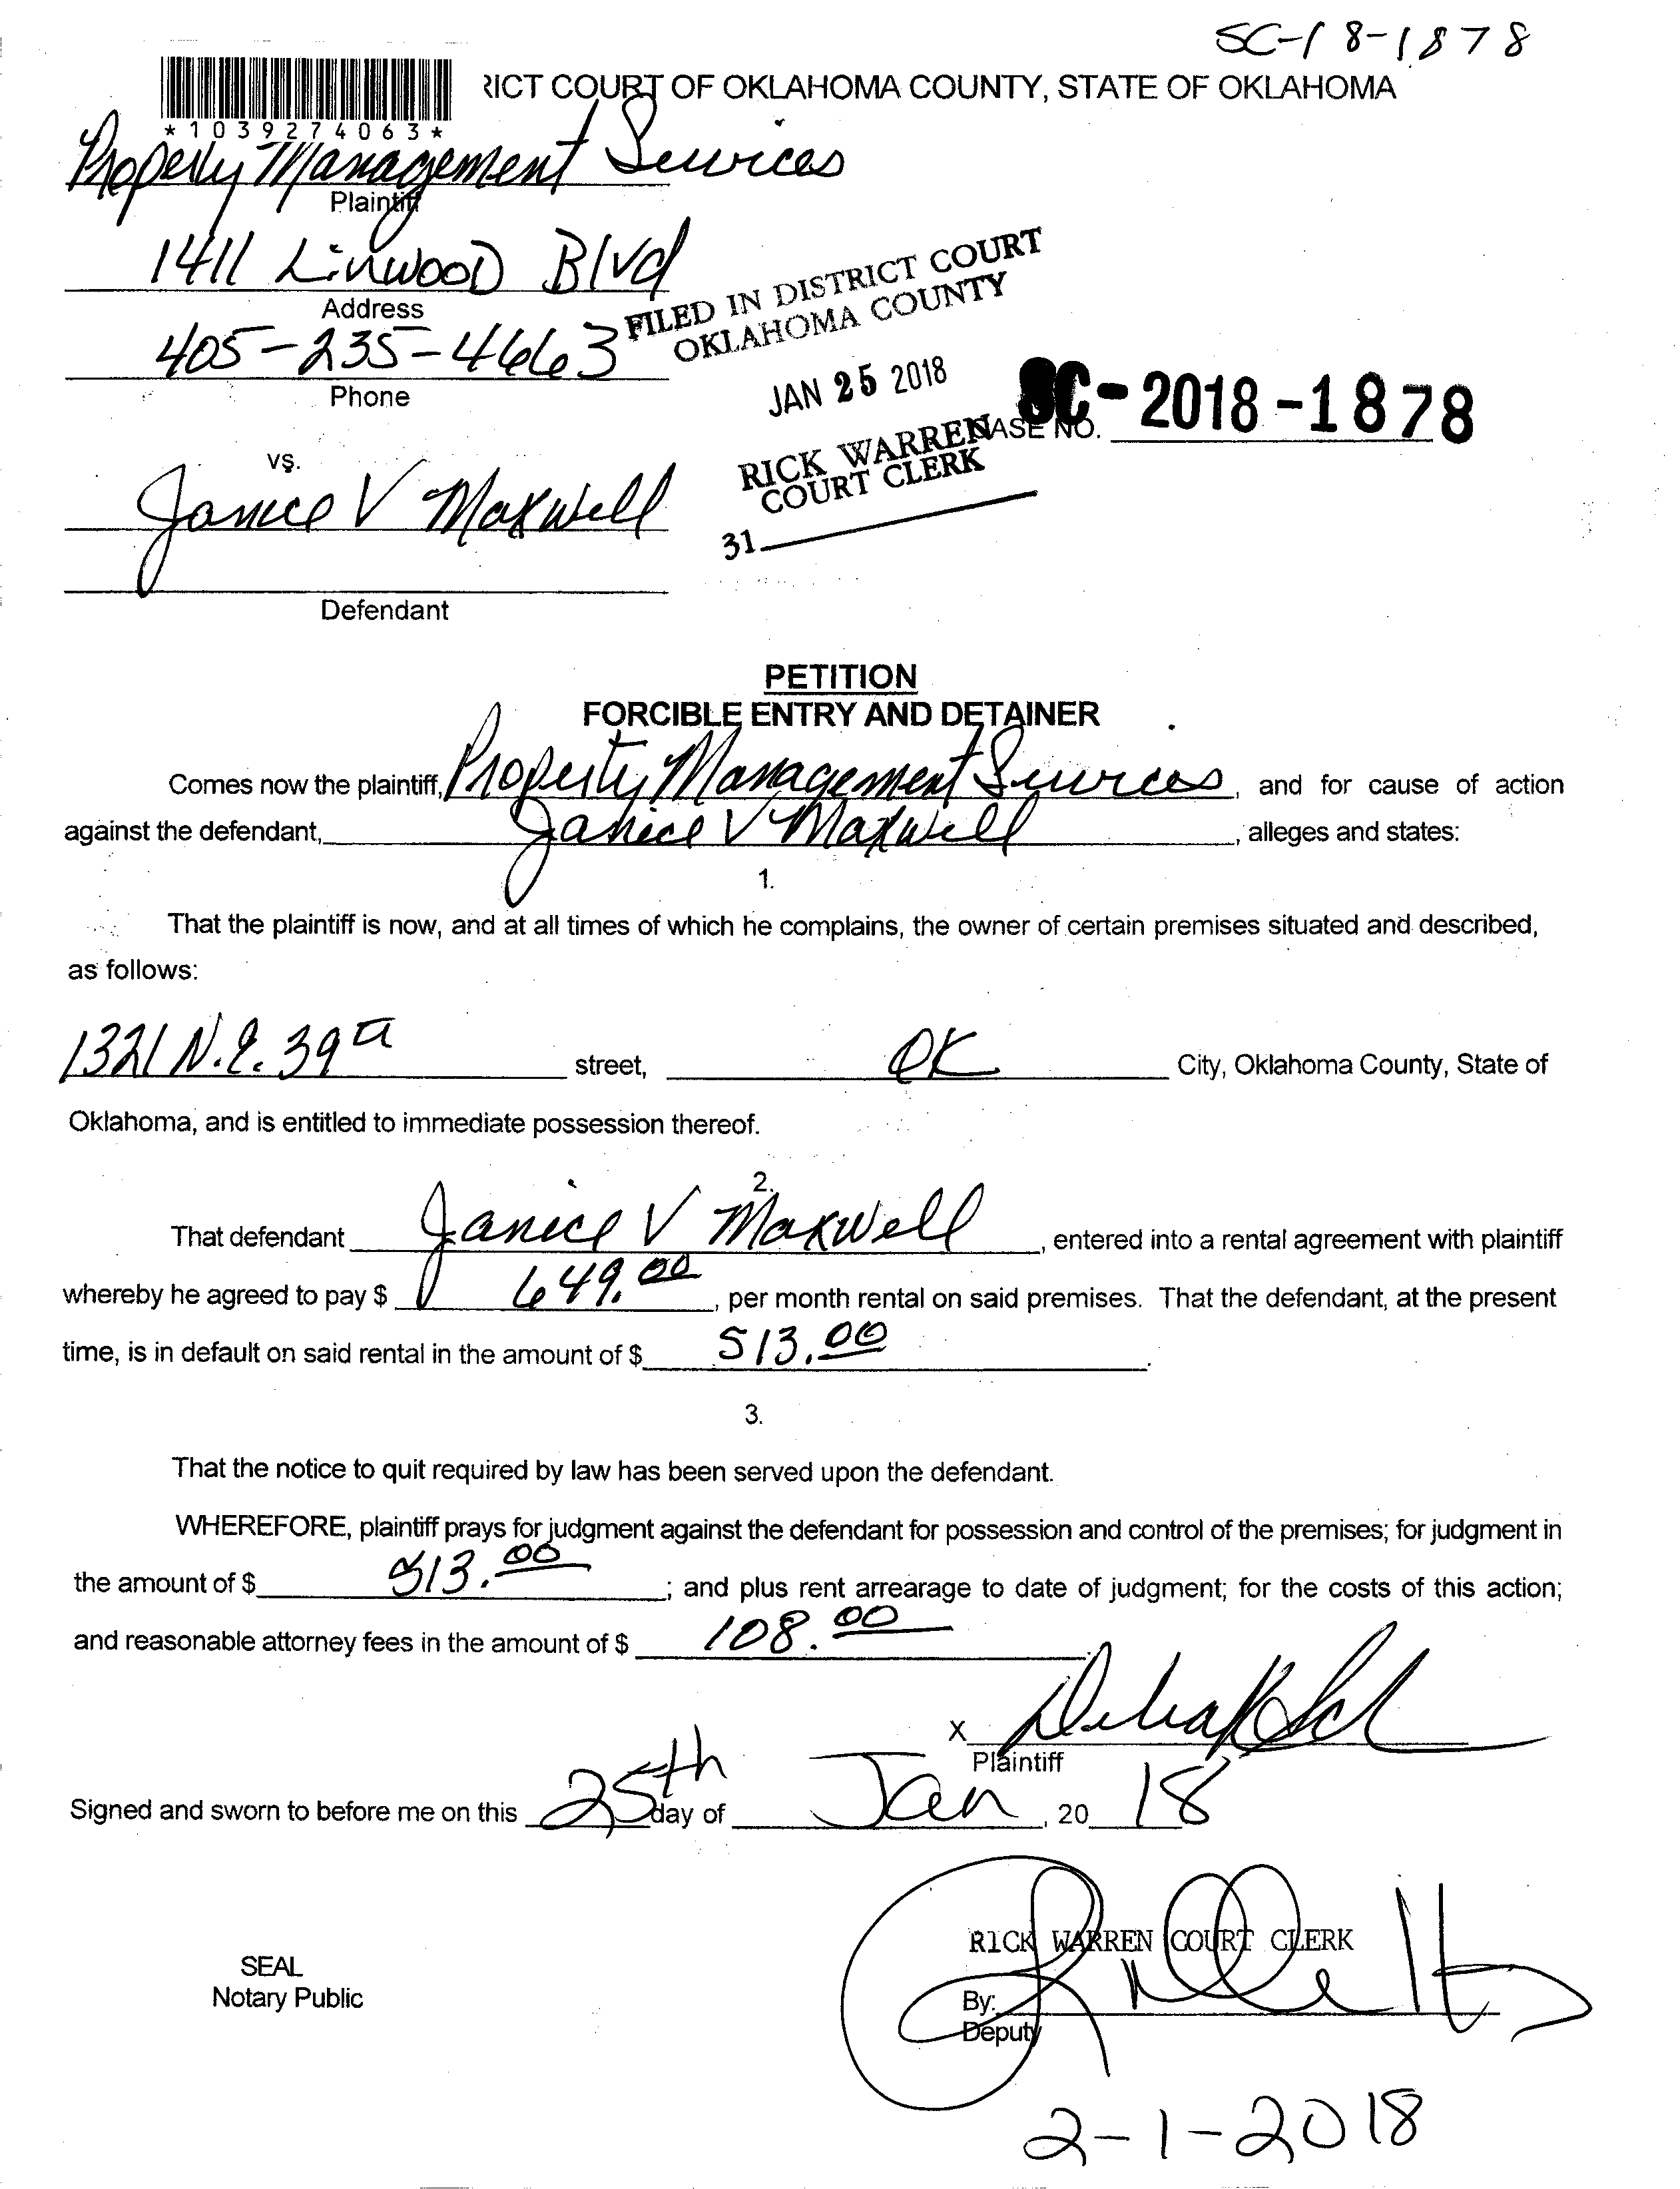 SC-18-1878
RICT COURT OF OKLAHOMA COUNTY, STATE OF OKLAHOMA
*1039274063*
Property Management Services
Plaintiff
1411 Linwood Blvd
Address
405-235-4663
Phone
FILED IN DISTRICT COURT
OKLAHOMA COUNTY
JAN 25 2018
RICK WARREN
COURT CLERK
31
CASE NO. SC-2018-1878
vs.
Janice V Maxwell
Defendant
PETITION
FORCIBLE ENTRY AND DETAINER
Comes now the plaintiff, Property Management Services, and for cause of action
against the defendant, Janice V Maxwell, alleges and states:
1.
That the plaintiff is now, and at all times of which he complains, the owner of certain premises situated and described,
as follows:
1321 N.E. 39th street, OK City, Oklahoma County, State of
Oklahoma, and is entitled to immediate possession thereof.
2.
That defendant Janice V Maxwell, entered into a rental agreement with plaintiff
whereby he agreed to pay $ 649.00, per month rental on said premises. That the defendant, at the present
time, is in default on said rental in the amount of $ 513.00.
3.
That the notice to quit required by law has been served upon the defendant.
WHEREFORE, plaintiff prays for judgment against the defendant for possession and control of the premises; for judgment in
the amount of $ 513.00; and plus rent arrearage to date of judgment; for the costs of this action;
and reasonable attorney fees in the amount of $ 108.00.
X
Plaintiff
Signed and sworn to before me on this 25th day of Jan, 2018
RICK WARREN COURT CLERK
SEAL
Notary Public
By:
Deputy
2-1-2018